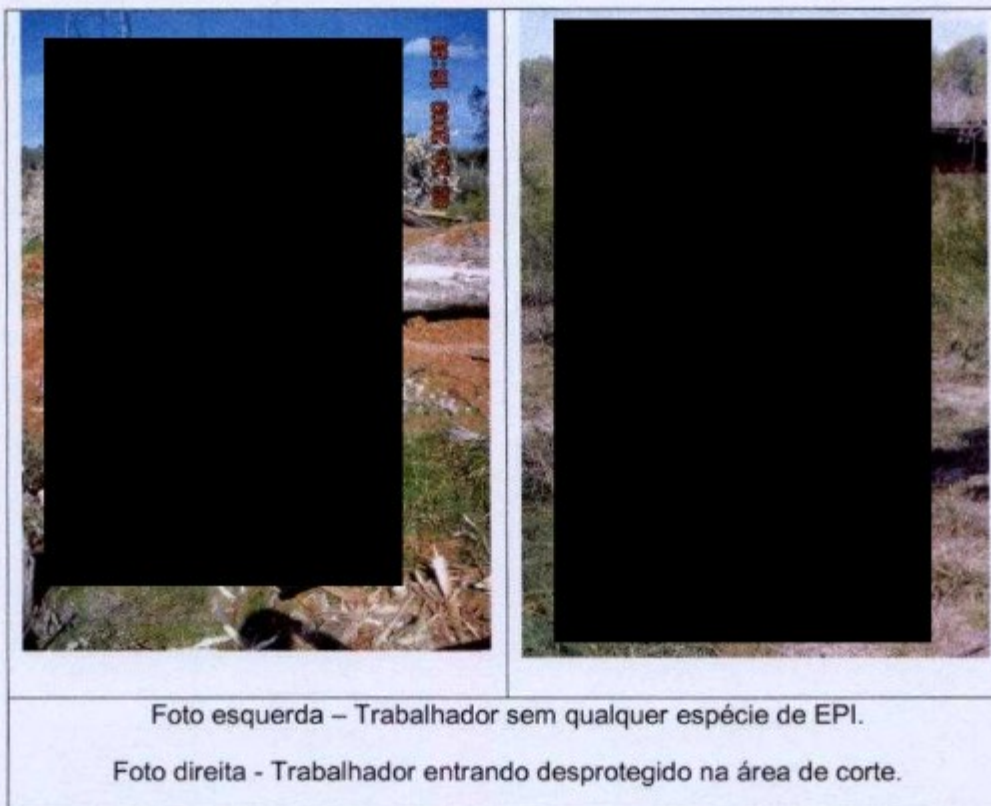 Foto esquerda – Trabalhador sem qualquer espécie de EPI.
Foto direita - Trabalhador entrando desprotegido na área de corte.